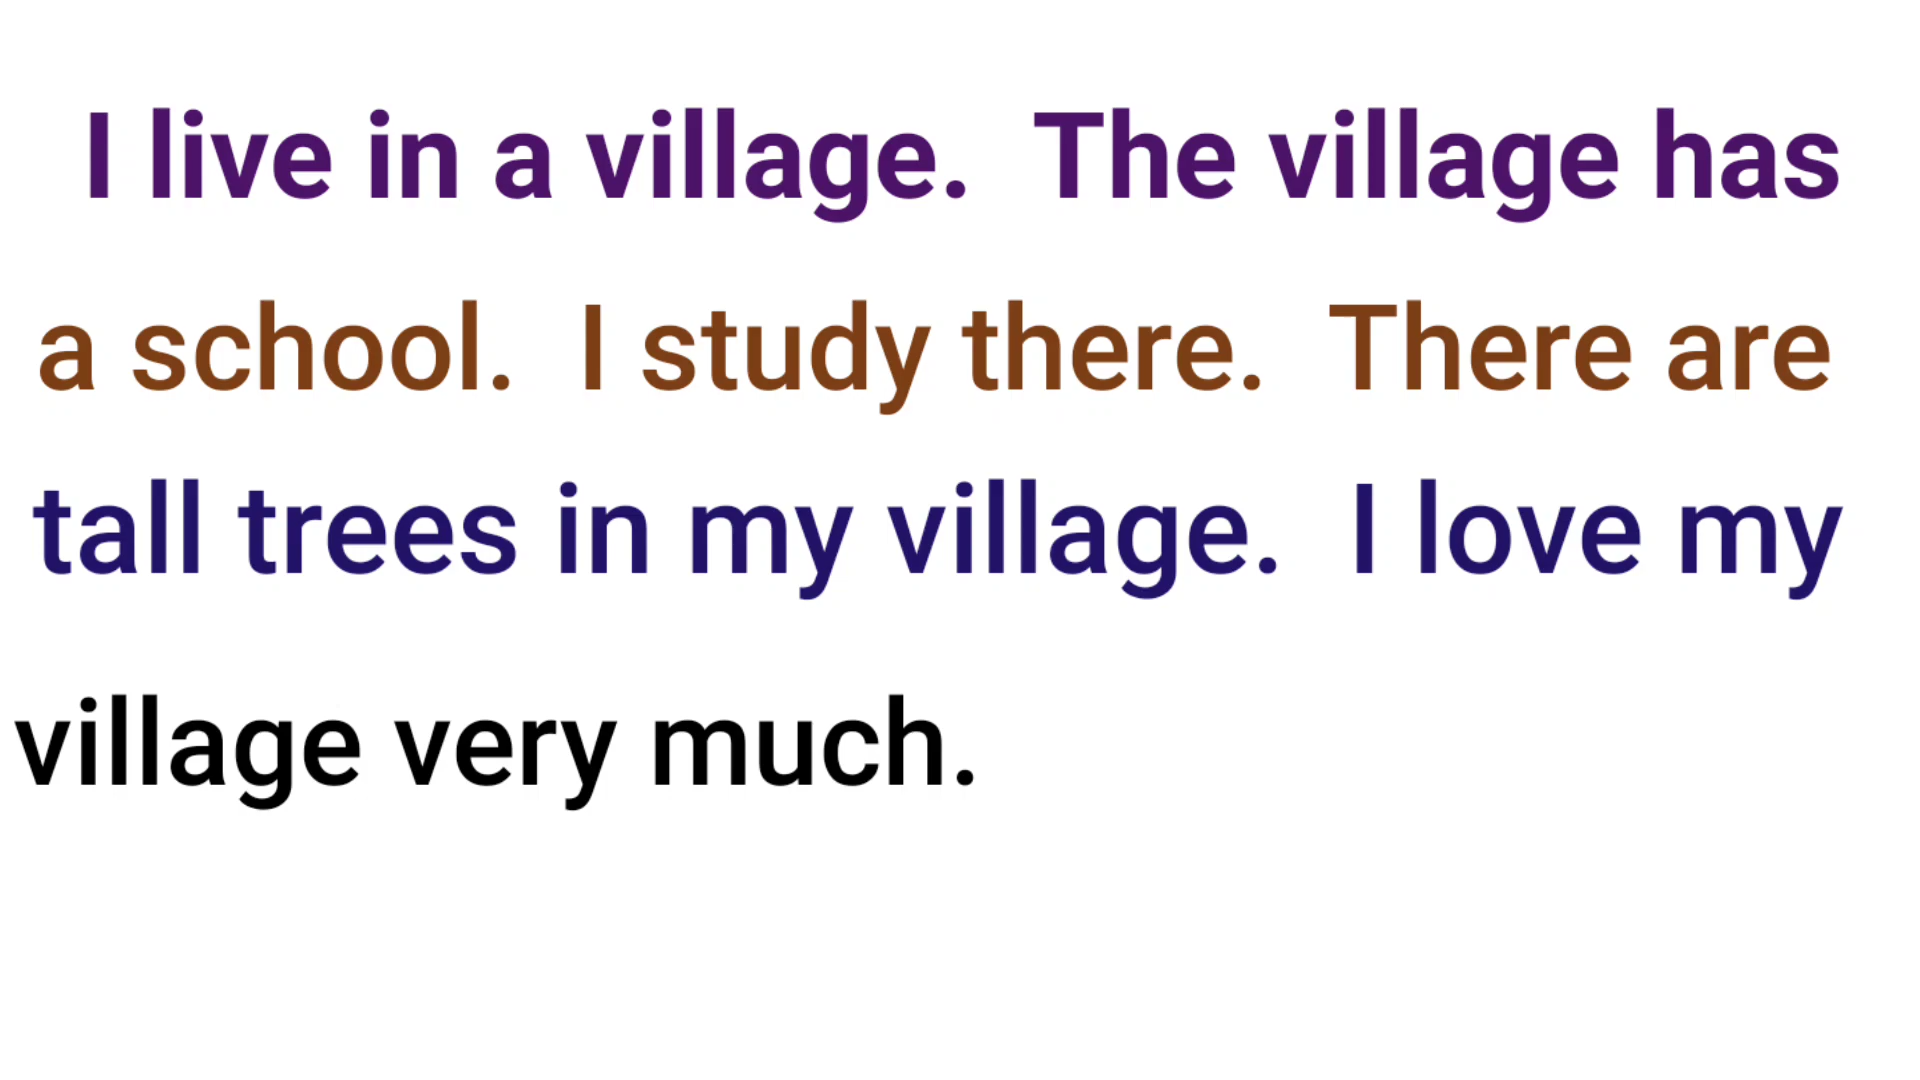 I live in a village. The village has
a school. I study there. There are
tall trees in my village. I love my
village very much.